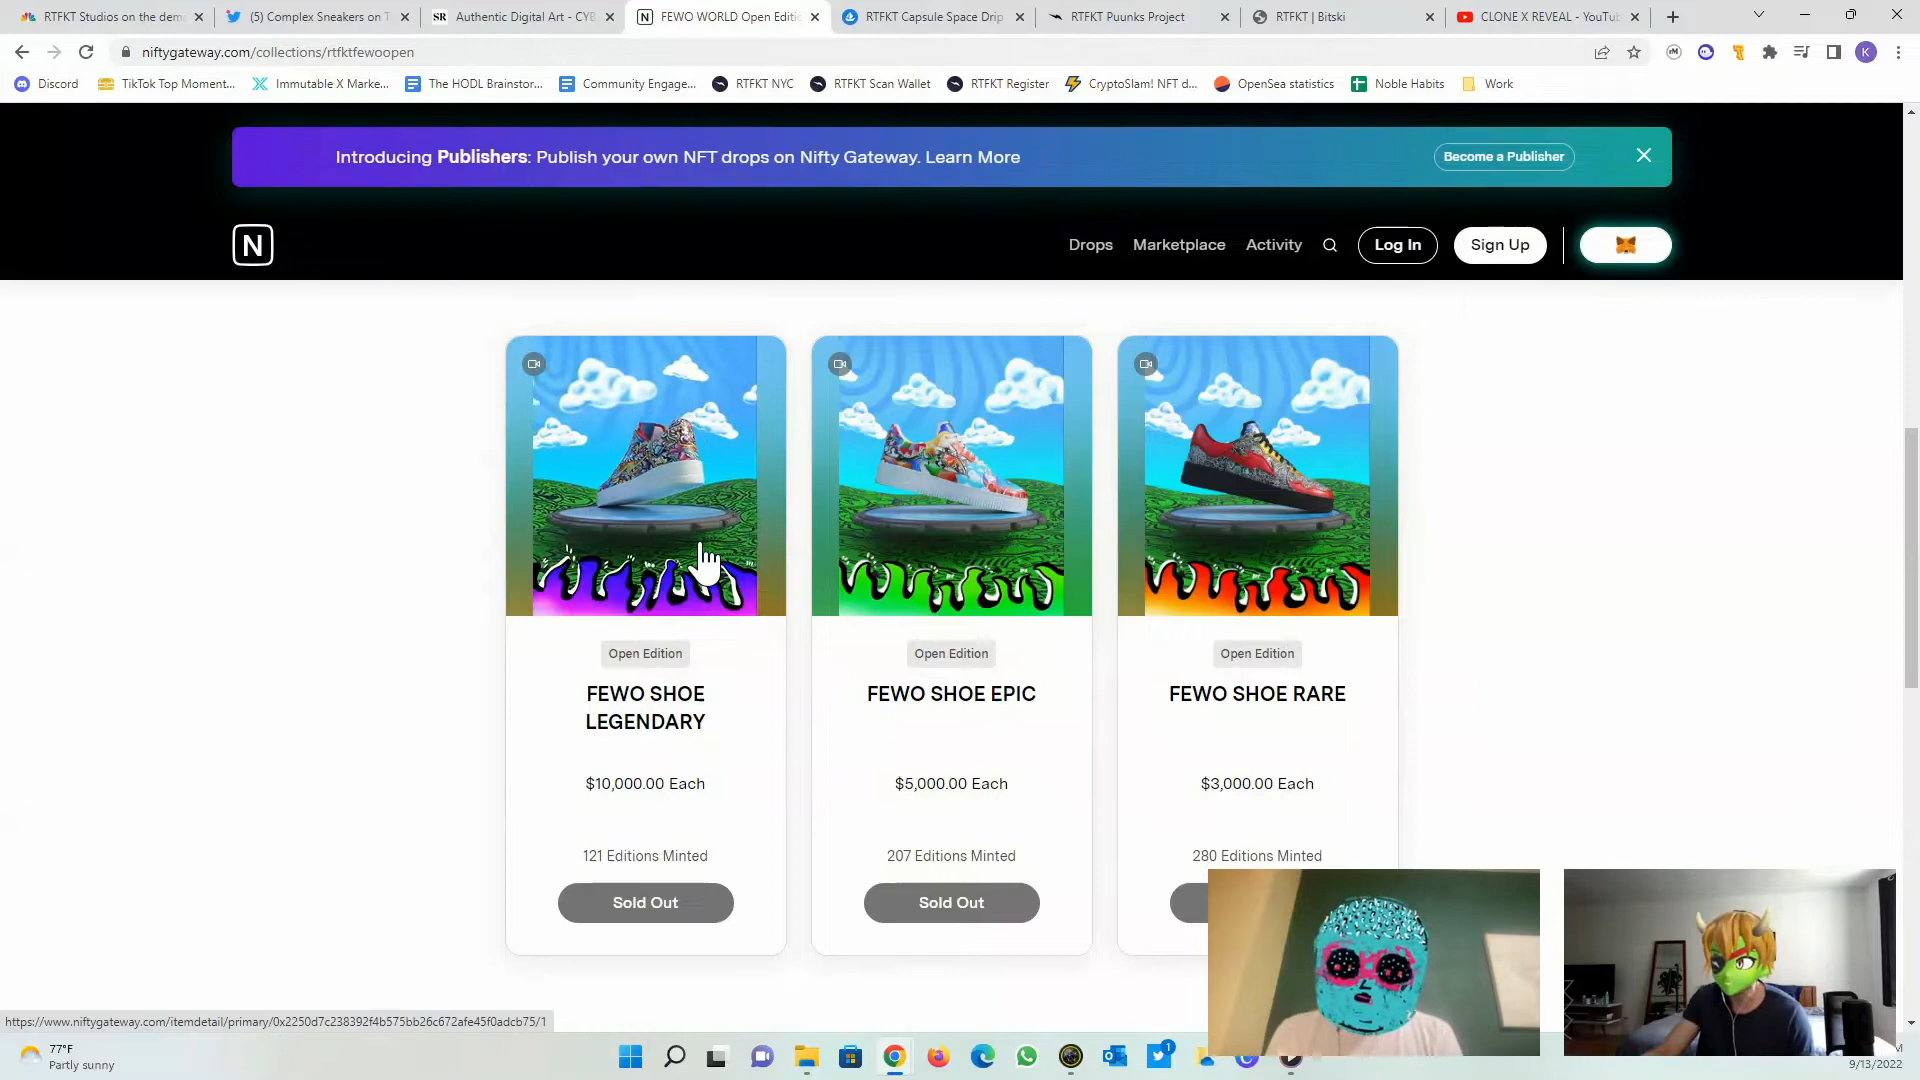 RTFKT Studios on the dem
(5) Complex Sneakers on T
SR Authentic Digital Art - CYB
N FEWO WORLD Open Editio
RTFKT Capsule Space Drip
RTFKT Puunks Project
RTFKT | Bitski
CLONE X REVEAL - YouTu
niftygateway.com/collections/rtfktfewoopen
K
Discord
TikTok Top Moment...
Immutable X Marke...
The HODL Brainstor...
Community Engage...
RTFKT NYC
RTFKT Scan Wallet
RTFKT Register
CryptoSlam! NFT d...
OpenSea statistics
Noble Habits
Work
Introducing Publishers: Publish your own NFT drops on Nifty Gateway. Learn More
Become a Publisher
N
Drops
Marketplace
Activity
Log In
Sign Up
Open Edition
Open Edition
Open Edition
FEWO SHOE
LEGENDARY
FEWO SHOE EPIC
FEWO SHOE RARE
$10,000.00 Each
$5,000.00 Each
$3,000.00 Each
121 Editions Minted
207 Editions Minted
280 Editions Minted
Sold Out
Sold Out
https://www.niftygateway.com/itemdetail/primary/0x2250d7c238392f4b575bb26c672afe45f0adcb75/1
77°F
Partly sunny
1
9/13/2022